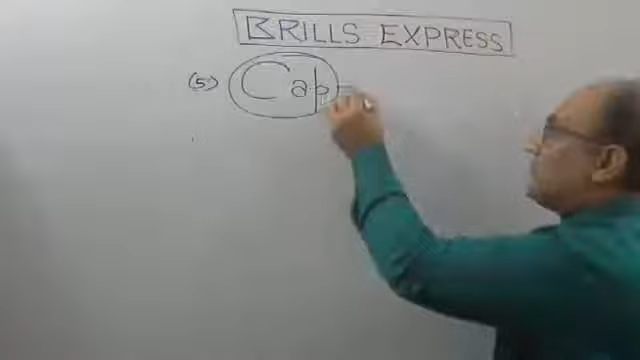 BRILLS EXPRESS
(5) Cap =